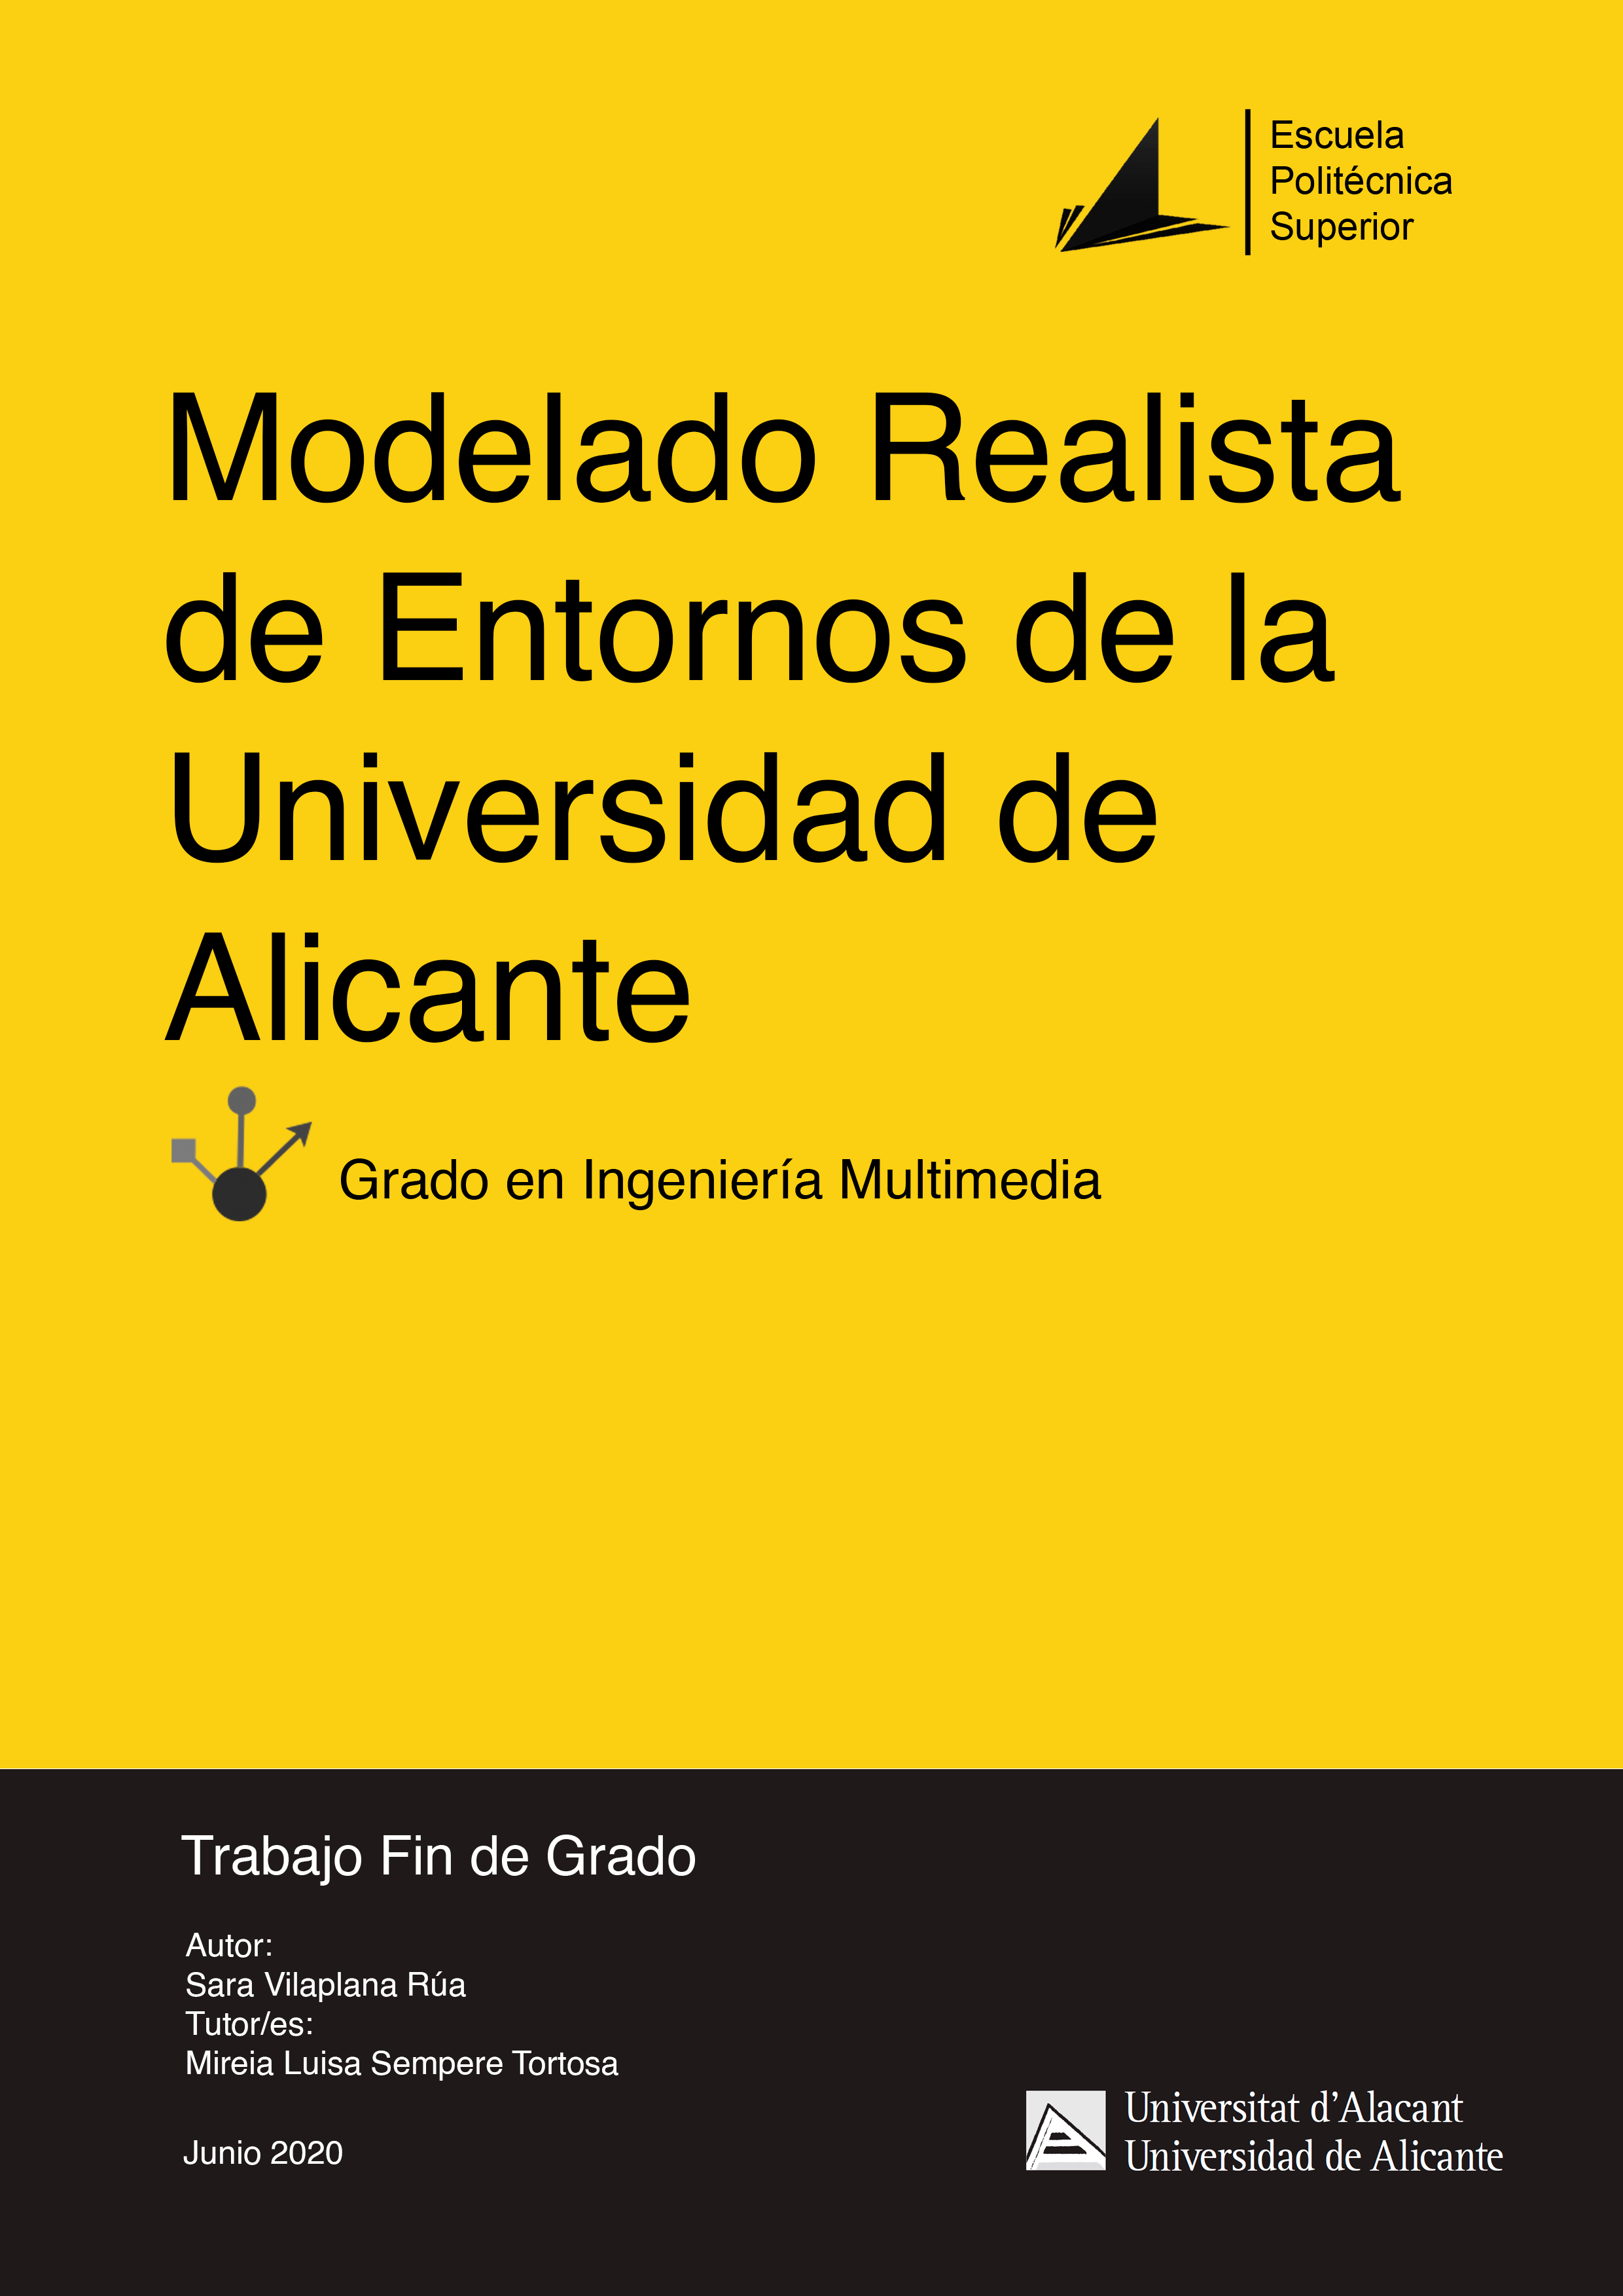 Escuela
Politécnica
Superior
Modelado Realista
de Entornos de la
Universidad de
Alicante
Grado en Ingeniería Multimedia
Trabajo Fin de Grado
Autor:
Sara Vilaplana Rúa
Tutor/es:
Mireia Luisa Sempere Tortosa
Junio 2020
Universitat d’Alacant
Universidad de Alicante